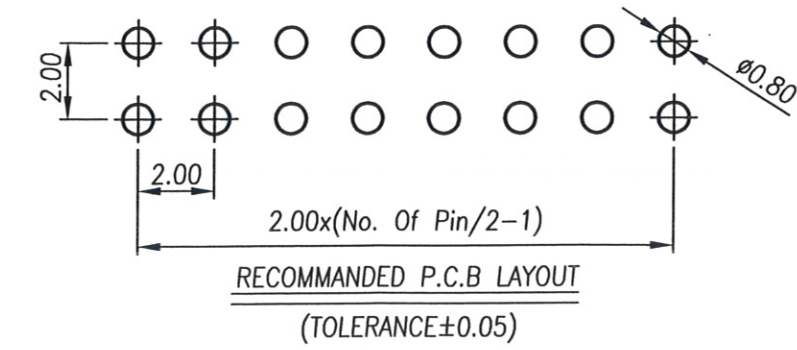 2.00
ø0.80
2.00
2.00x(No. Of Pin/2-1)
RECOMMANDED P.C.B LAYOUT
(TOLERANCE±0.05)